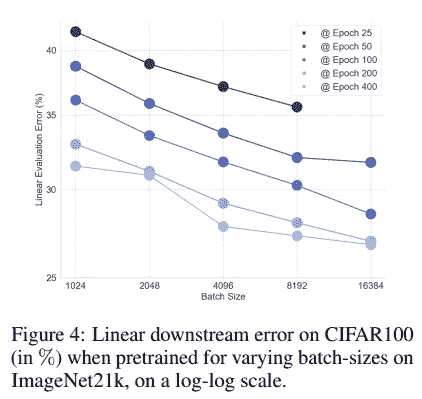 @ Epoch 25
@ Epoch 50
@ Epoch 100
@ Epoch 200
@ Epoch 400
40
35
30
25
Linear Evaluation Error (%)
1024 2048 4096 8192 16384
Batch Size
Figure 4: Linear downstream error on CIFAR100
(in %) when pretrained for varying batch-sizes on
ImageNet21k, on a log-log scale.